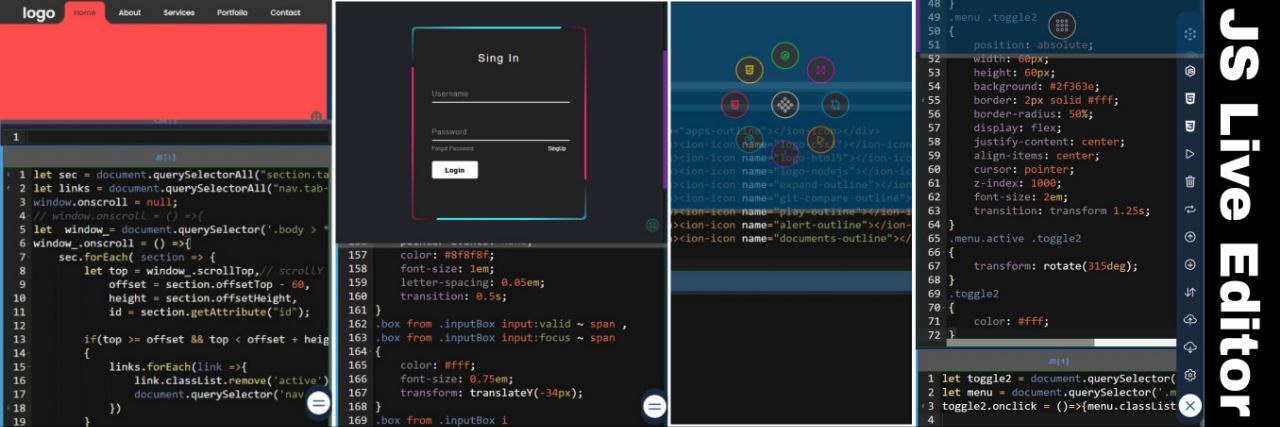 logo
Home
About
Services
Portfolio
Contact
1
JS[1]
1 let sec = document.querySelectorAll("section.ta
2 let links = document.querySelectorAll("nav.tab-
3 window.onscroll = null;
4 // window.onscroll = () =>{
5 let window_= document.querySelector('.body > *
6 window_.onscroll = () =>{
7 sec.forEach( section => {
8 let top = window_.scrollTop,// scrollY
9 offset = section.offsetTop - 60,
10 height = section.offsetHeight,
11 id = section.getAttribute("id");
12
13 if(top >= offset && top < offset + heig
14 {
15 links.forEach(link =>{
16 link.classList.remove('active')
17 document.querySelector('nav
18 })
19 }
Sing In
Username
Password
Forgot Password
SingUp
Login
157 color: #8f8f8f;
158 font-size: 1em;
159 letter-spacing: 0.05em;
160 transition: 0.5s;
161 }
162 .box from .inputBox input:valid ~ span ,
163 .box from .inputBox input:focus ~ span
164 {
165 color: #fff;
166 font-size: 0.75em;
167 transform: translateY(-34px);
168 }
169 .box from .inputBox i
="apps-outline"></ion-icon></div>
><ion-icon name="logo-css3"></ion-icon
><ion-icon name="logo-html5"></ion-ico
><ion-icon name="logo-nodejs"></ion-ic
><ion-icon name="expand-outline"></ion
><ion-icon name="git-compare-outline">
><ion-icon name="play-outline"></ion-i
><ion-icon name="alert-outline"></ion-
><ion-icon name="documents-outline"></
48 }
49 .menu .toggle2
50 {
51 position: absolute;
52 width: 60px;
53 height: 60px;
54 background: #2f363e;
55 border: 2px solid #fff;
56 border-radius: 50%;
57 display: flex;
58 justify-content: center;
59 align-items: center;
60 cursor: pointer;
61 z-index: 1000;
62 font-size: 2em;
63 transition: transform 1.25s;
64 }
65 .menu.active .toggle2
66 {
67 transform: rotate(315deg);
68 }
69 .toggle2
70 {
71 color: #fff;
72 }
JS[1]
1 let toggle2 = document.querySelector(
2 let menu = document.querySelector('.m
3 toggle2.onclick = ()=>{menu.classList
4
JS Live Editor